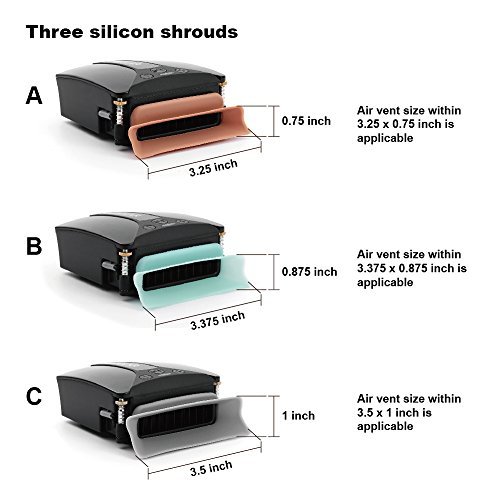 Three silicon shrouds
A
0.75 inch
3.25 inch
Air vent size within
3.25 x 0.75 inch is
applicable
B
0.875 inch
3.375 inch
Air vent size within
3.375 x 0.875 inch is
applicable
C
1 inch
3.5 inch
Air vent size within
3.5 x 1 inch is
applicable